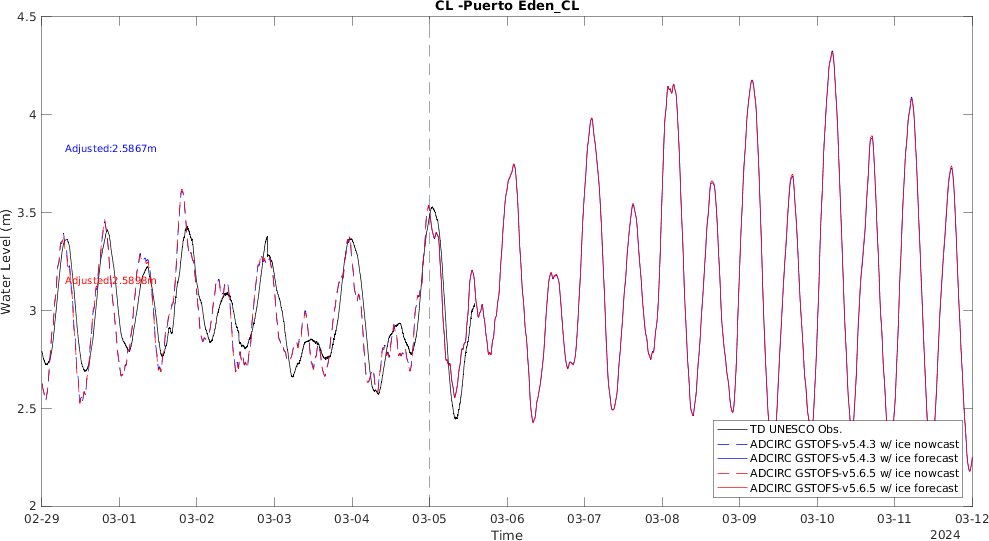 CL -Puerto Eden_CL
4.5
4
3.5
3
2.5
2
Water Level (m)
Adjusted:2.5867m
Adjusted:2.5898m
TD UNESCO Obs.
ADCIRC GSTOFS-v5.4.3 w/ ice nowcast
ADCIRC GSTOFS-v5.4.3 w/ ice forecast
ADCIRC GSTOFS-v5.6.5 w/ ice nowcast
ADCIRC GSTOFS-v5.6.5 w/ ice forecast
02-29 03-01 03-02 03-03 03-04 03-05 03-06 03-07 03-08 03-09 03-10 03-11 03-12
Time
2024